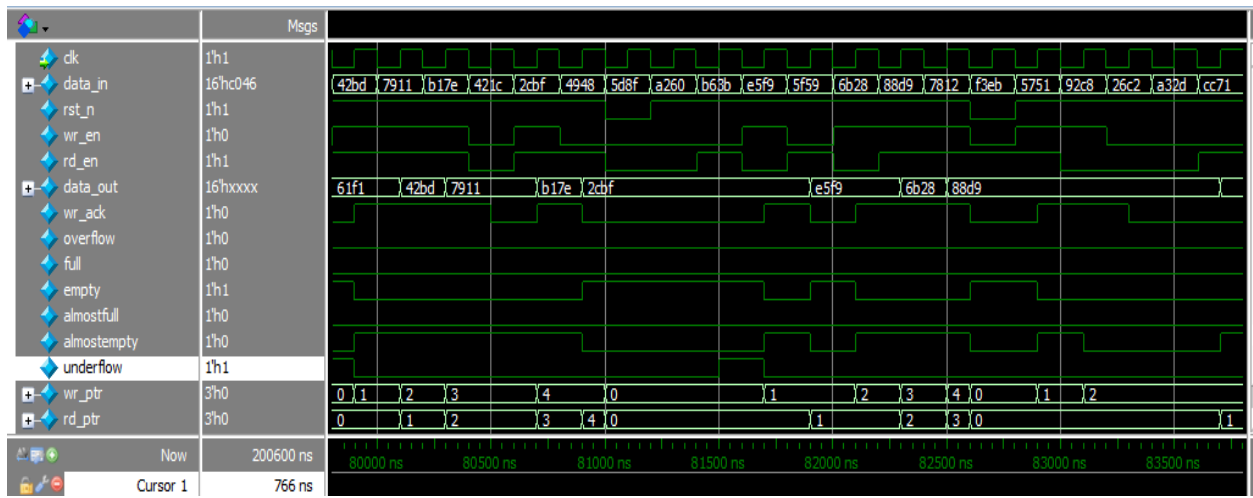 Msgs
clk 1'h1
data_in 16'hc046 42bd 7911 b17e 421c 2cbf 4948 5d8f a260 b63b e5f9 5f59 6b28 88d9 7812 f3eb 5751 92c8 26c2 a32d cc71
rst_n 1'h1
wr_en 1'h0
rd_en 1'h1
data_out 16'hxxxx 61f1 42bd 7911 b17e 2cbf e5f9 6b28 88d9
wr_ack 1'h0
overflow 1'h0
full 1'h0
empty 1'h1
almostfull 1'h0
almostempty 1'h0
underflow 1'h1
wr_ptr 3'h0 0 1 2 3 4 0 1 2 3 4 0 1 2
rd_ptr 3'h0 0 1 2 3 4 0 1 2 3 0 1
Now 200600 ns 80000 ns 80500 ns 81000 ns 81500 ns 82000 ns 82500 ns 83000 ns 83500 ns
Cursor 1 766 ns